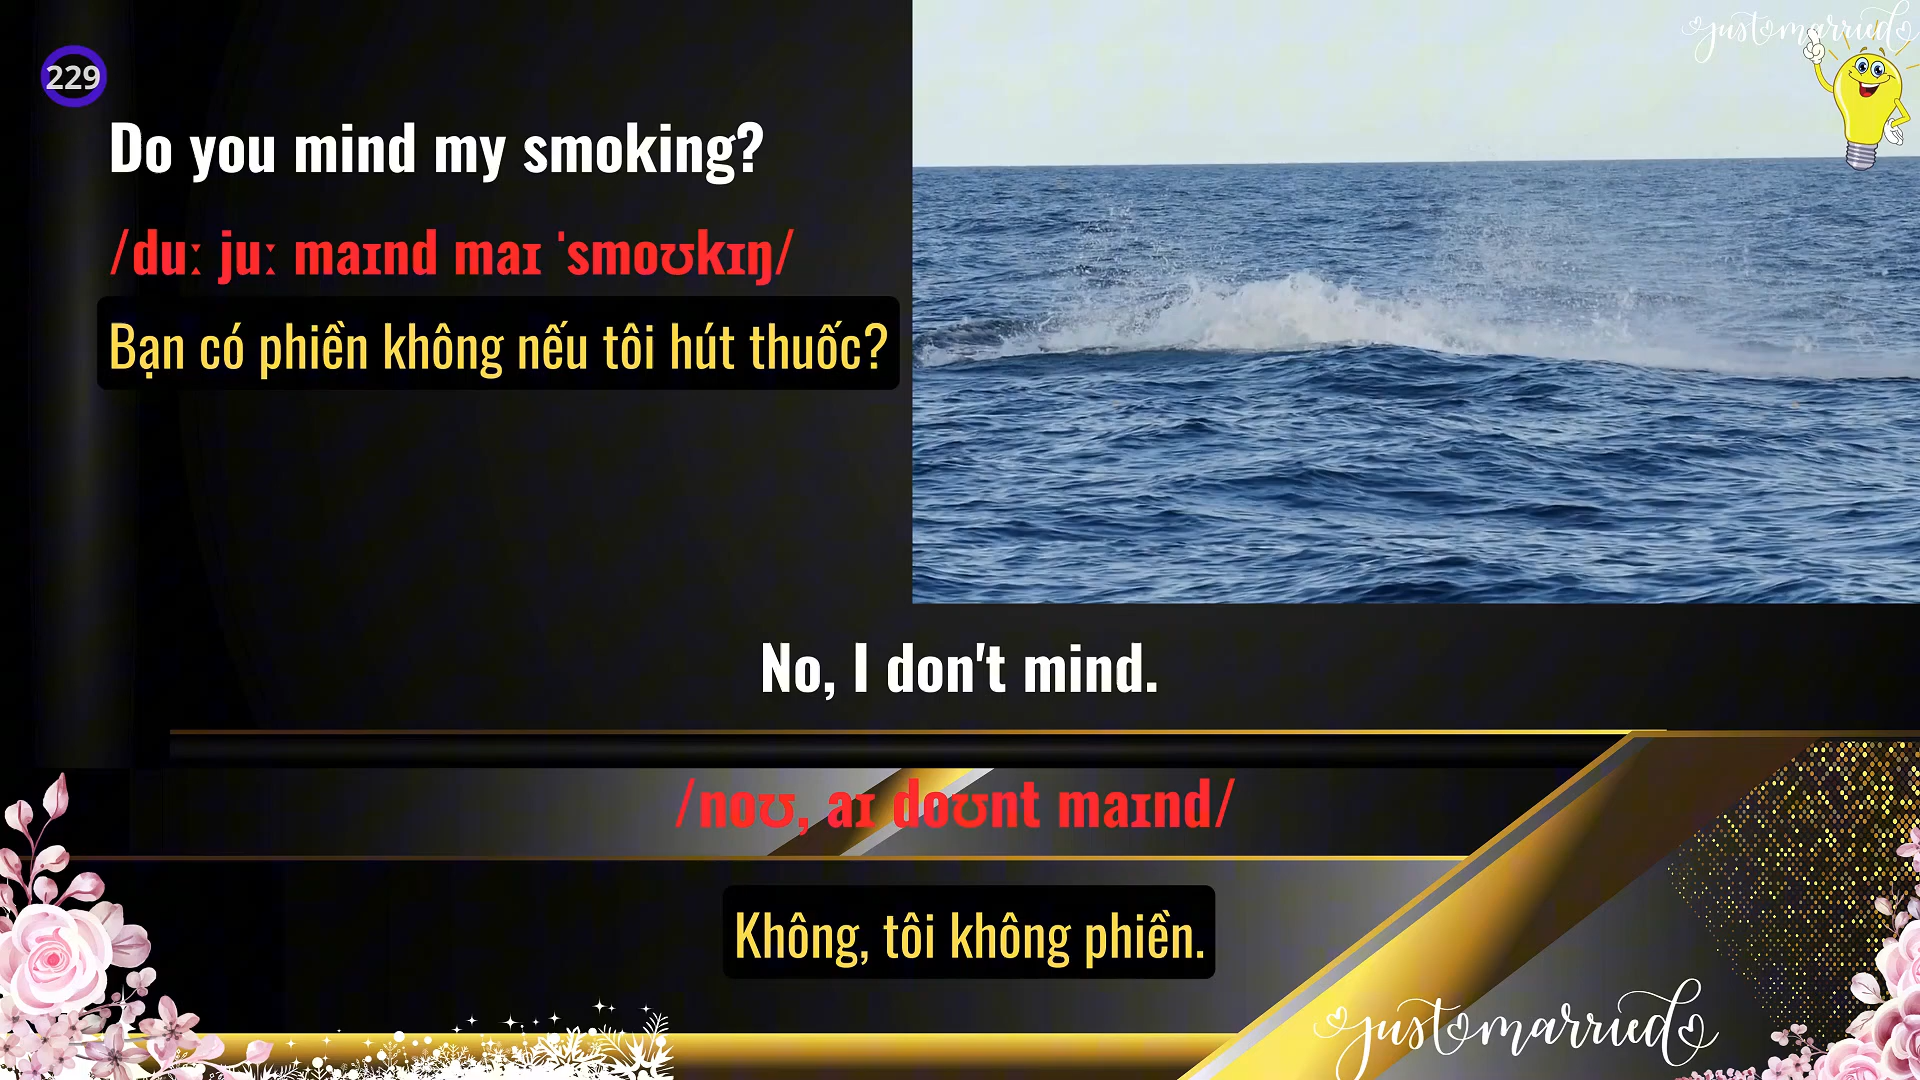 justmarried
229
Do you mind my smoking?
/duː juː maɪnd maɪ ˈsmoʊkɪŋ/
Bạn có phiền không nếu tôi hút thuốc?
No, I don't mind.
/noʊ, aɪ doʊnt maɪnd/
Không, tôi không phiền.
justmarried